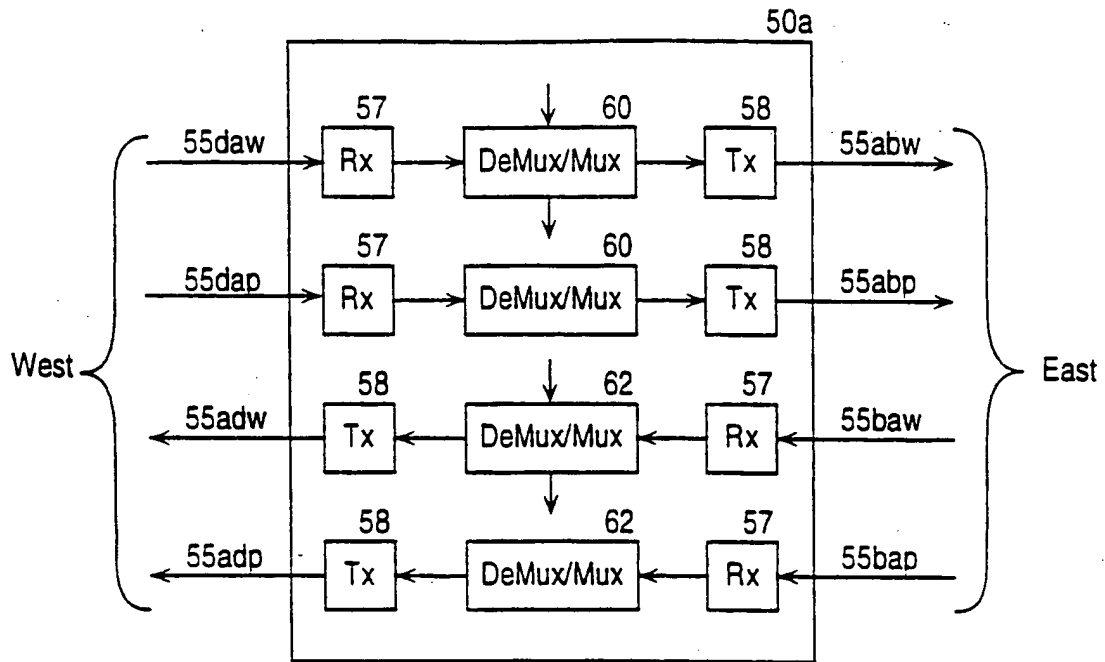 50a
57 60 58
55daw Rx DeMux/Mux Tx 55abw
57 60 58
55dap Rx DeMux/Mux Tx 55abp
West East
58 62 57
55adw Tx DeMux/Mux Rx 55baw
58 62 57
55adp Tx DeMux/Mux Rx 55bap